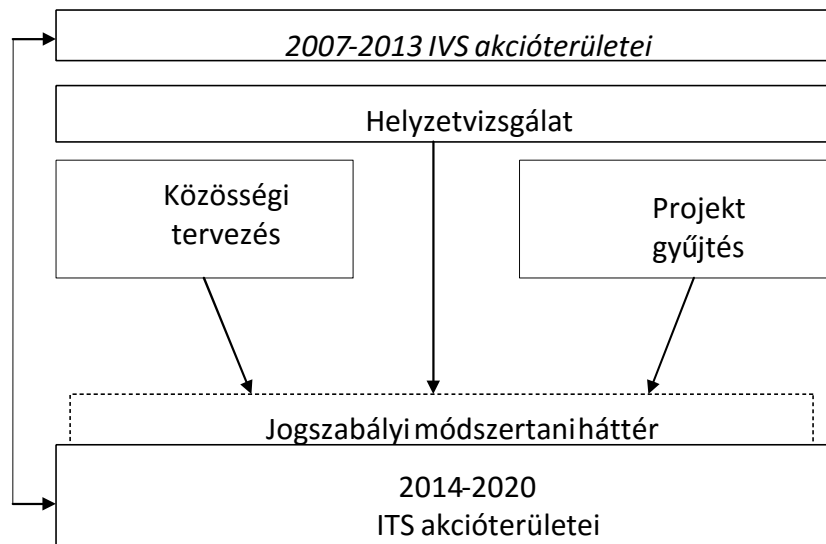 2007-2013 IVS akcióterületei
Helyzetvizsgálat
Közösségi
tervezés
Projekt
gyűjtés
Jogszabályi módszertani háttér
2014-2020
ITS akcióterületei